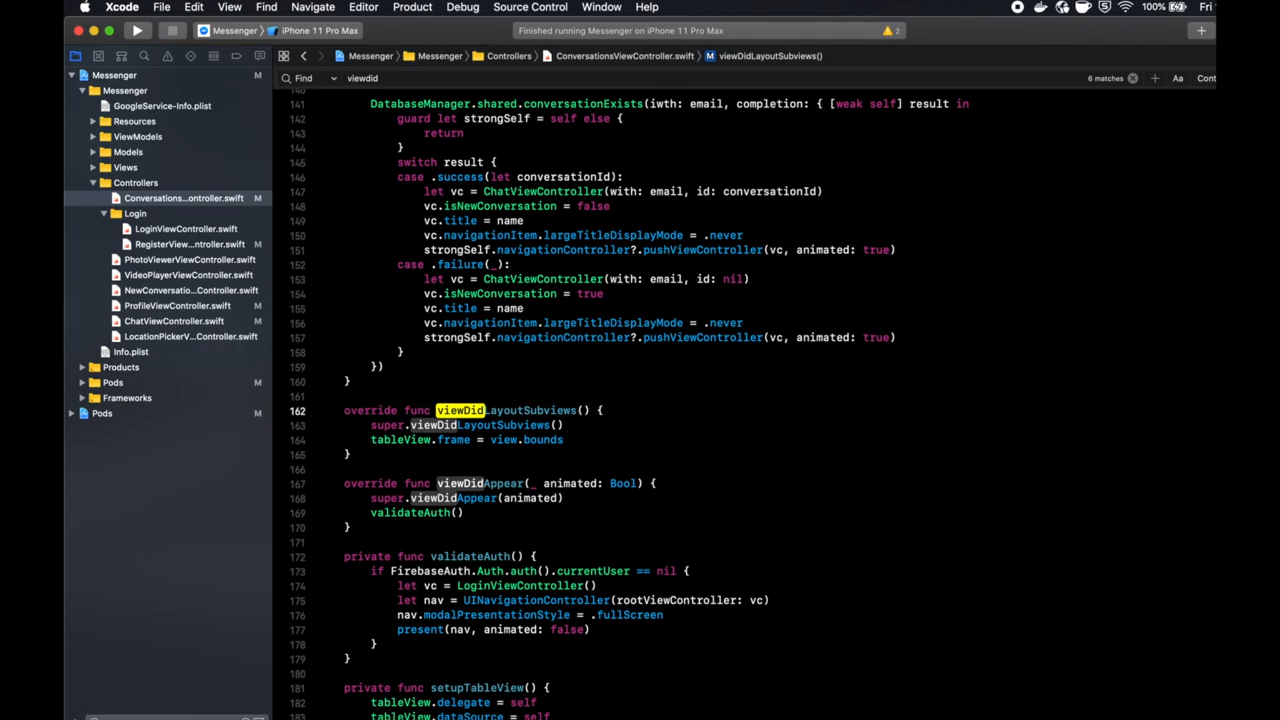 Xcode File Edit View Find Navigate Editor Product Debug Source Control Window Help 100% Fri
Messenger iPhone 11 Pro Max Finished running Messenger on iPhone 11 Pro Max 2
Messenger Messenger Controllers ConversationsViewController.swift M viewDidLayoutSubviews()
Find viewdid 6 matches Aa Cont
Messenger M
Messenger
GoogleService-Info.plist
Resources
ViewModels
Models
Views
Controllers
Conversations...ontroller.swift M
Login
LoginViewController.swift
RegisterView...ntroller.swift M
PhotoViewerViewController.swift
VideoPlayerViewController.swift
NewConversatio...Controller.swift
ProfileViewController.swift M
ChatViewController.swift M
LocationPickerV...Controller.swift
Info.plist
Products
Pods M
Frameworks
Pods
140
141 DatabaseManager.shared.conversationExists(iwth: email, completion: { [weak self] result in
142 guard let strongSelf = self else {
143 return
144 }
145 switch result {
146 case .success(let conversationId):
147 let vc = ChatViewController(with: email, id: conversationId)
148 vc.isNewConversation = false
149 vc.title = name
150 vc.navigationItem.largeTitleDisplayMode = .never
151 strongSelf.navigationController?.pushViewController(vc, animated: true)
152 case .failure(_):
153 let vc = ChatViewController(with: email, id: nil)
154 vc.isNewConversation = true
155 vc.title = name
156 vc.navigationItem.largeTitleDisplayMode = .never
157 strongSelf.navigationController?.pushViewController(vc, animated: true)
158 }
159 })
160 }
161
162 override func viewDidLayoutSubviews() {
163 super.viewDidLayoutSubviews()
164 tableView.frame = view.bounds
165 }
166
167 override func viewDidAppear(_ animated: Bool) {
168 super.viewDidAppear(animated)
169 validateAuth()
170 }
171
172 private func validateAuth() {
173 if FirebaseAuth.Auth.auth().currentUser == nil {
174 let vc = LoginViewController()
175 let nav = UINavigationController(rootViewController: vc)
176 nav.modalPresentationStyle = .fullScreen
177 present(nav, animated: false)
178 }
179 }
180
181 private func setupTableView() {
182 tableView.delegate = self
183 tableView.dataSource = self